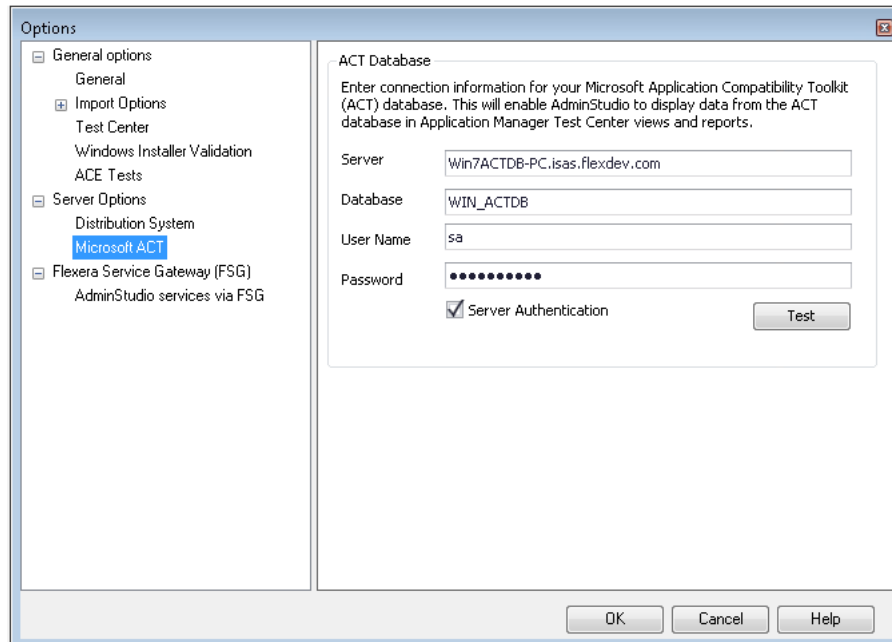 Options
General options
General
Import Options
Test Center
Windows Installer Validation
ACE Tests
Server Options
Distribution System
Microsoft ACT
Flexera Service Gateway (FSG)
AdminStudio services via FSG
ACT Database
Enter connection information for your Microsoft Application Compatibility Toolkit
(ACT) database. This will enable AdminStudio to display data from the ACT
database in Application Manager Test Center views and reports.
Server Win7ACTDB-PC.isas.flexdev.com
Database WIN_ACTDB
User Name sa
Password ●●●●●●●●●●
Server Authentication Test
OK Cancel Help